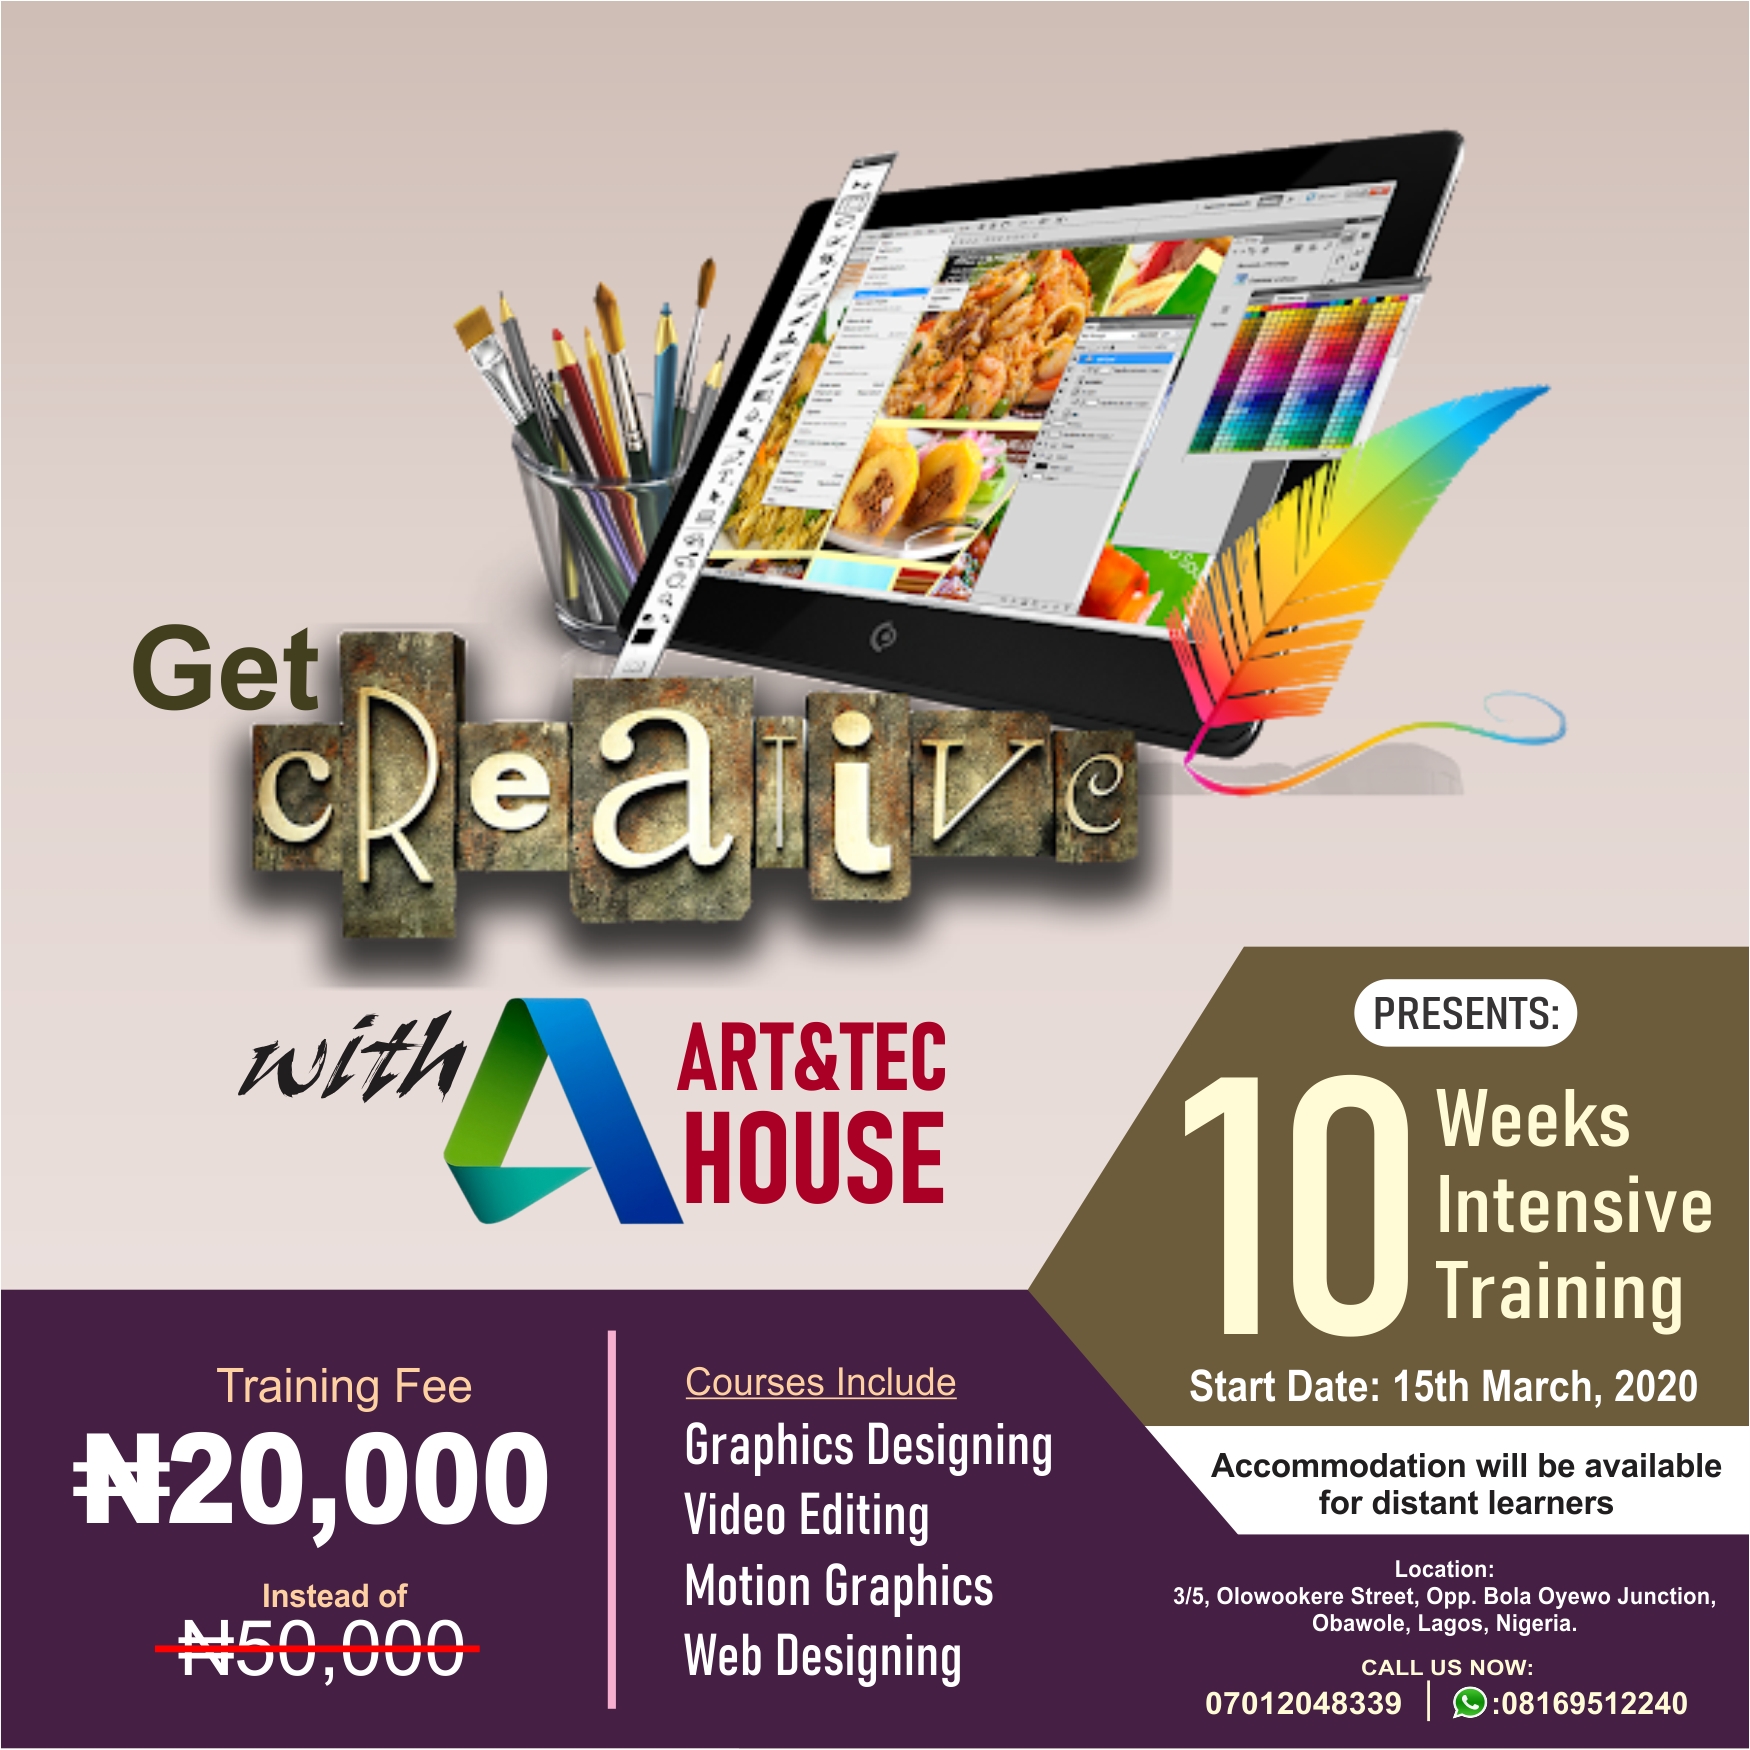 Get
cReaTive
with
ART&TEC
HOUSE
PRESENTS:
10
Weeks
Intensive
Training
Start Date: 15th March, 2020
Accommodation will be available
for distant learners
Training Fee
₦20,000
Instead of
₦50,000
Courses Include
Graphics Designing
Video Editing
Motion Graphics
Web Designing
Location:
3/5, Olowookere Street, Opp. Bola Oyewo Junction,
Obawole, Lagos, Nigeria.
CALL US NOW:
07012048339 | :08169512240